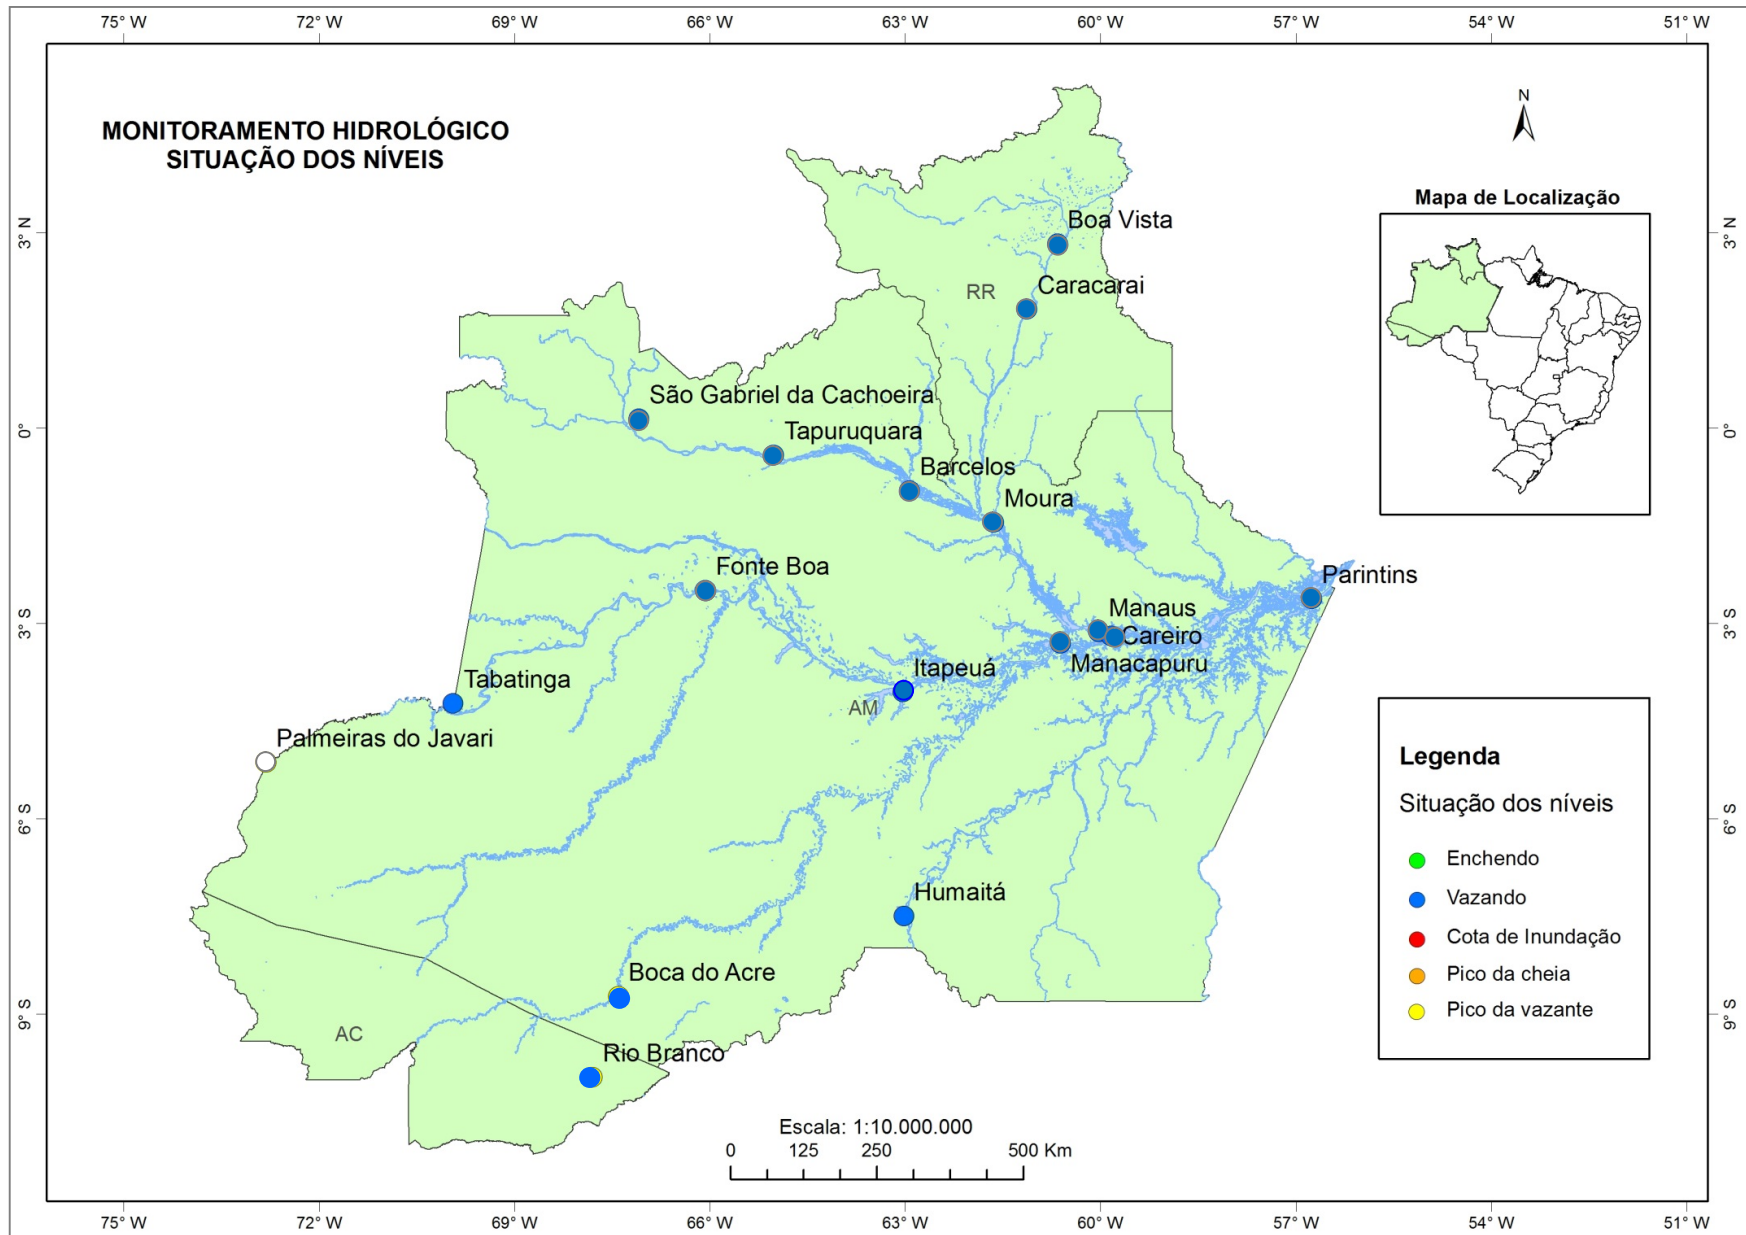 75° W
72° W
69° W
66° W
63° W
60° W
57° W
54° W
51° W
MONITORAMENTO HIDROLÓGICO
SITUAÇÃO DOS NÍVEIS
N
Mapa de Localização
3° N
3° N
Boa Vista
Caracarai
RR
São Gabriel da Cachoeira
Tapuruquara
0°
0°
Barcelos
Moura
Fonte Boa
Parintins
Manaus
3° S
3° S
Careiro
Manacapuru
Itapeuá
Tabatinga
AM
Palmeiras do Javari
Legenda
Situação dos níveis
6° S
6° S
Enchendo
Vazando
Cota de Inundação
Pico da cheia
Pico da vazante
Humaitá
Boca do Acre
9° S
9° S
AC
Rio Branco
Escala: 1:10.000.000
0 125 250 500 Km
75° W
72° W
69° W
66° W
63° W
60° W
57° W
54° W
51° W